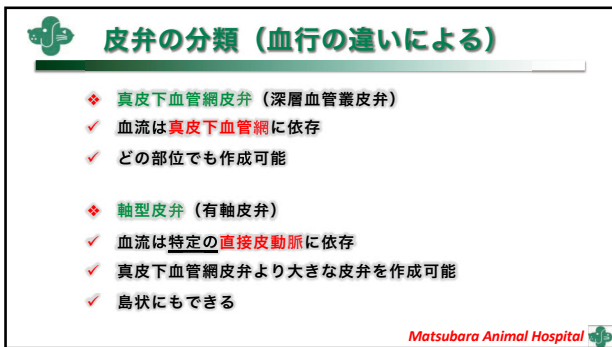 皮弁の分類（血行の違いによる）
❖ 真皮下血管網皮弁（深層血管叢皮弁）
✓ 血流は真皮下血管網に依存
✓ どの部位でも作成可能
❖ 軸型皮弁（有軸皮弁）
✓ 血流は特定の直接皮動脈に依存
✓ 真皮下血管網皮弁より大きな皮弁を作成可能
✓ 島状にもできる
Matsubara Animal Hospital